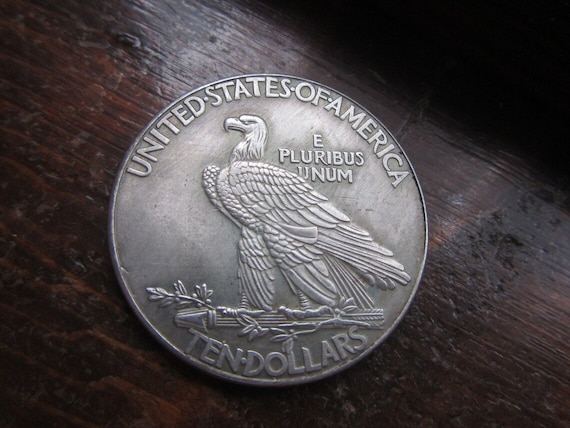 UNITED·STATES·OF·AMERICA
E
PLURIBUS
UNUM
TEN·DOLLARS